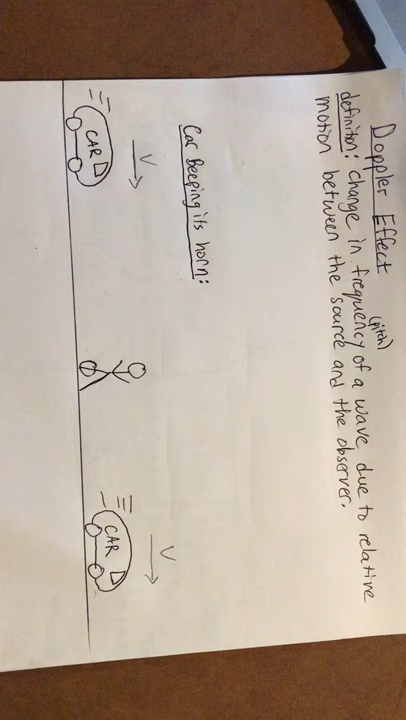 Doppler Effect
(pitch)
definition: change in frequency of a wave due to relative
motion between the source and the observer.
Car Beeping its horn:
V
V
CAR
CAR